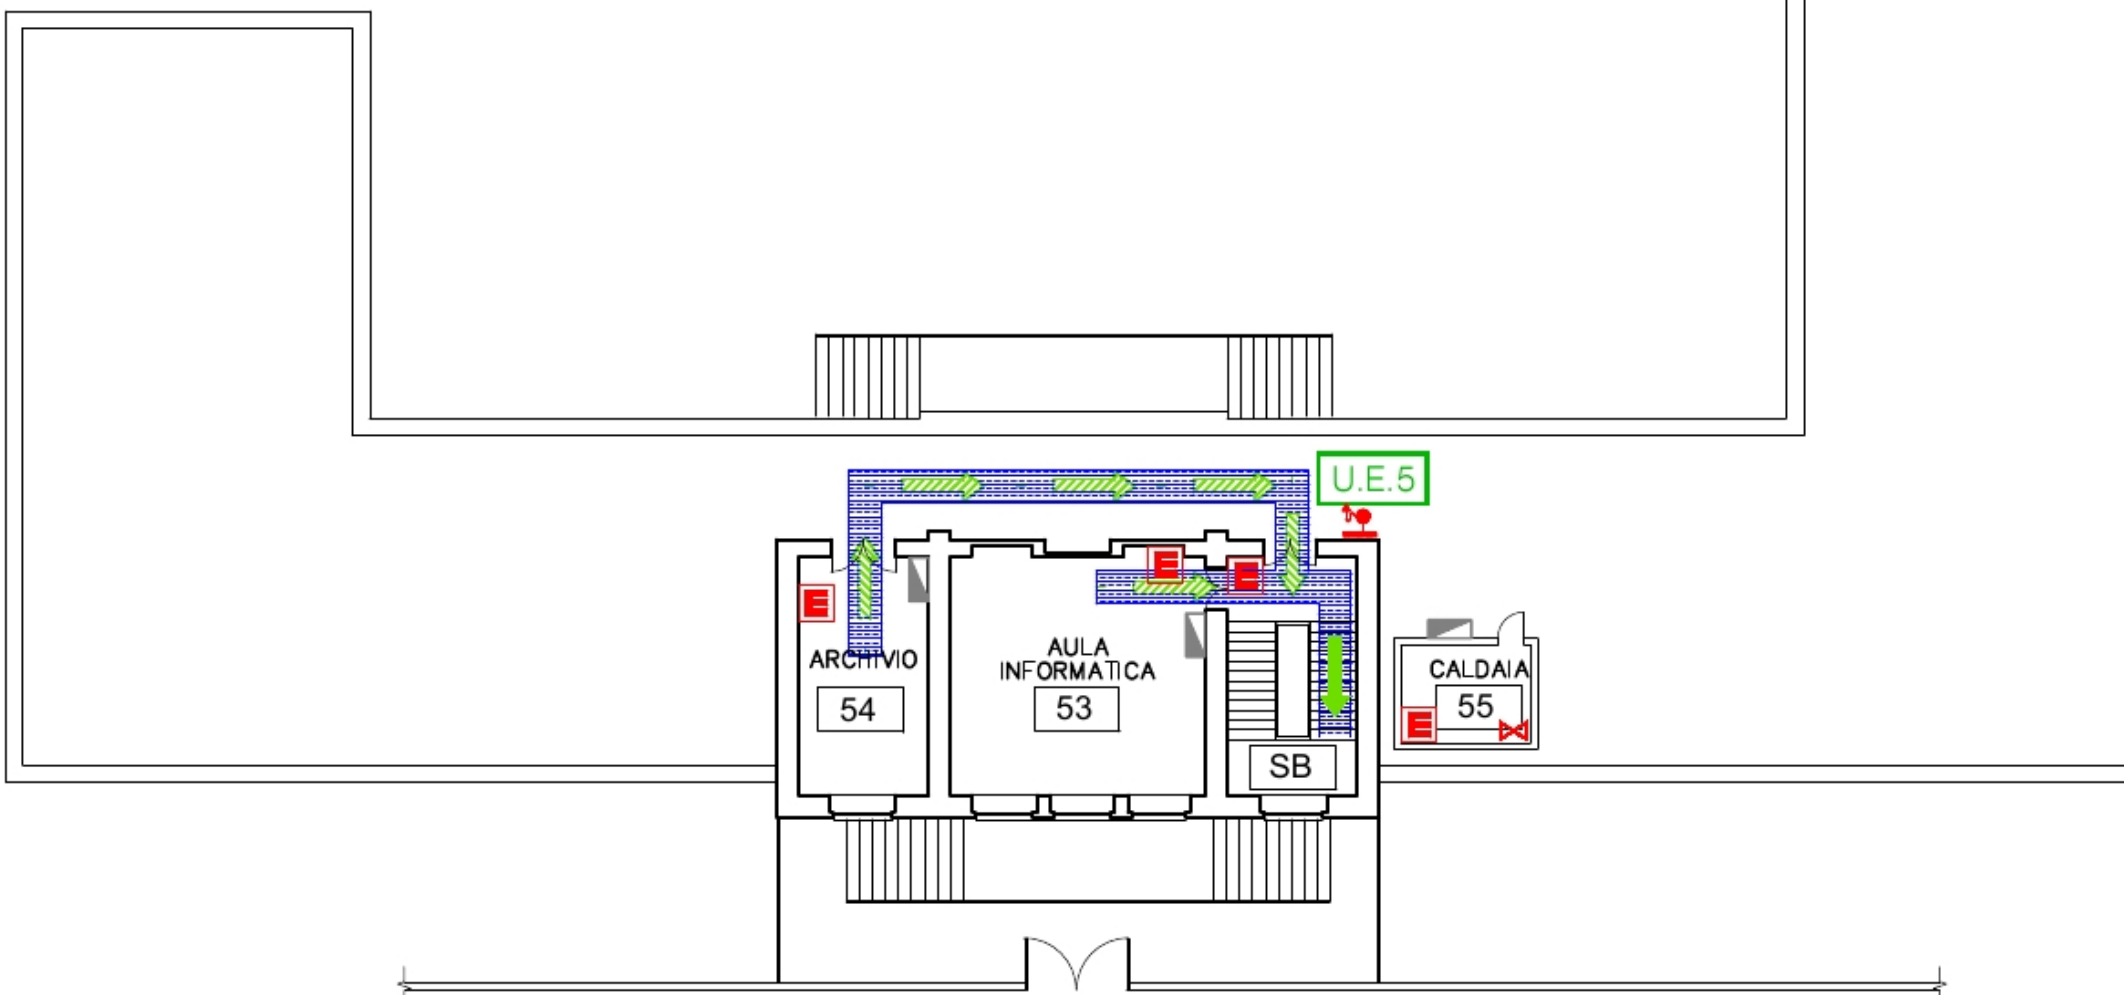 U.E.5
E
E
E
ARCHIVIO
54
AULA
INFORMATICA
53
SB
CALDAIA
55
E